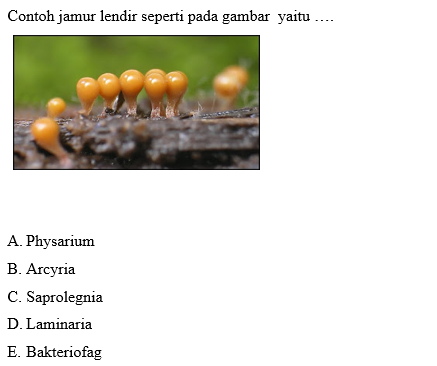 Contoh jamur lendir seperti pada gambar  yaitu ….
A. Physarium
B. Arcyria
C. Saprolegnia
D. Laminaria
E. Bakteriofag